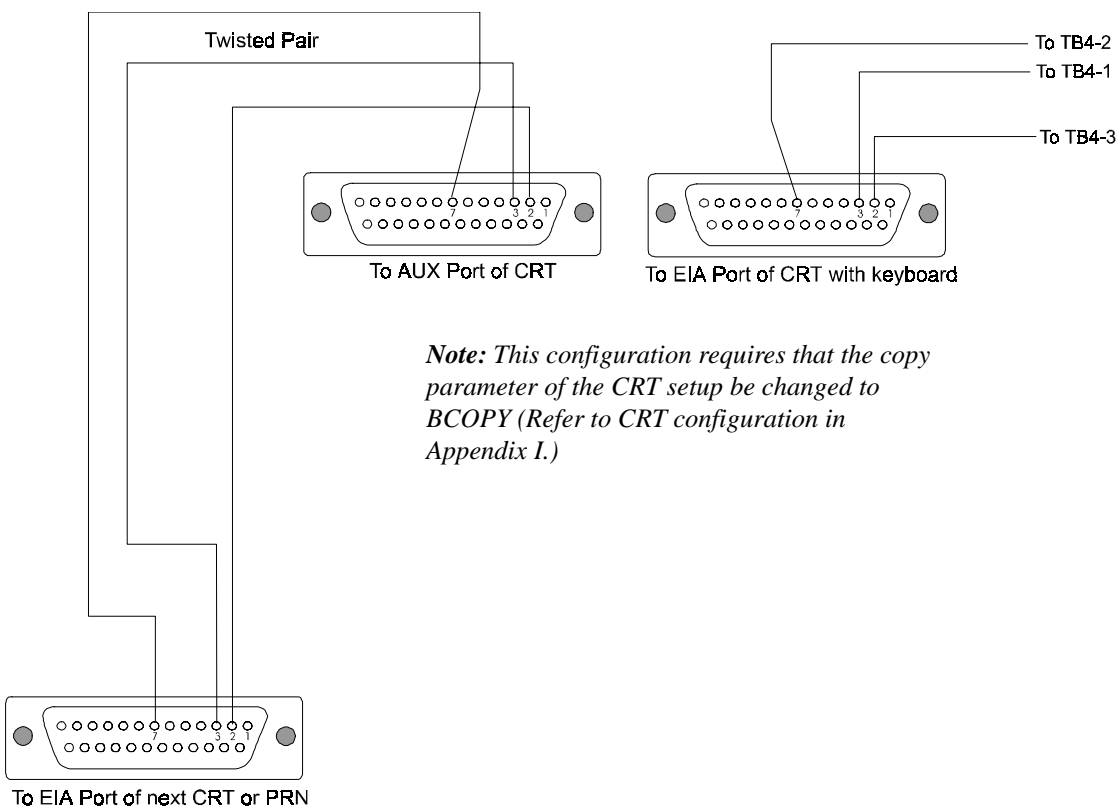 Twisted Pair
To TB4-2
To TB4-1
To TB4-3
7 3 2 1
To AUX Port of CRT
7 3 2 1
To EIA Port of CRT with keyboard
Note: This configuration requires that the copy
parameter of the CRT setup be changed to
BCOPY (Refer to CRT configuration in
Appendix I.)
7 3 2 1
To EIA Port of next CRT or PRN